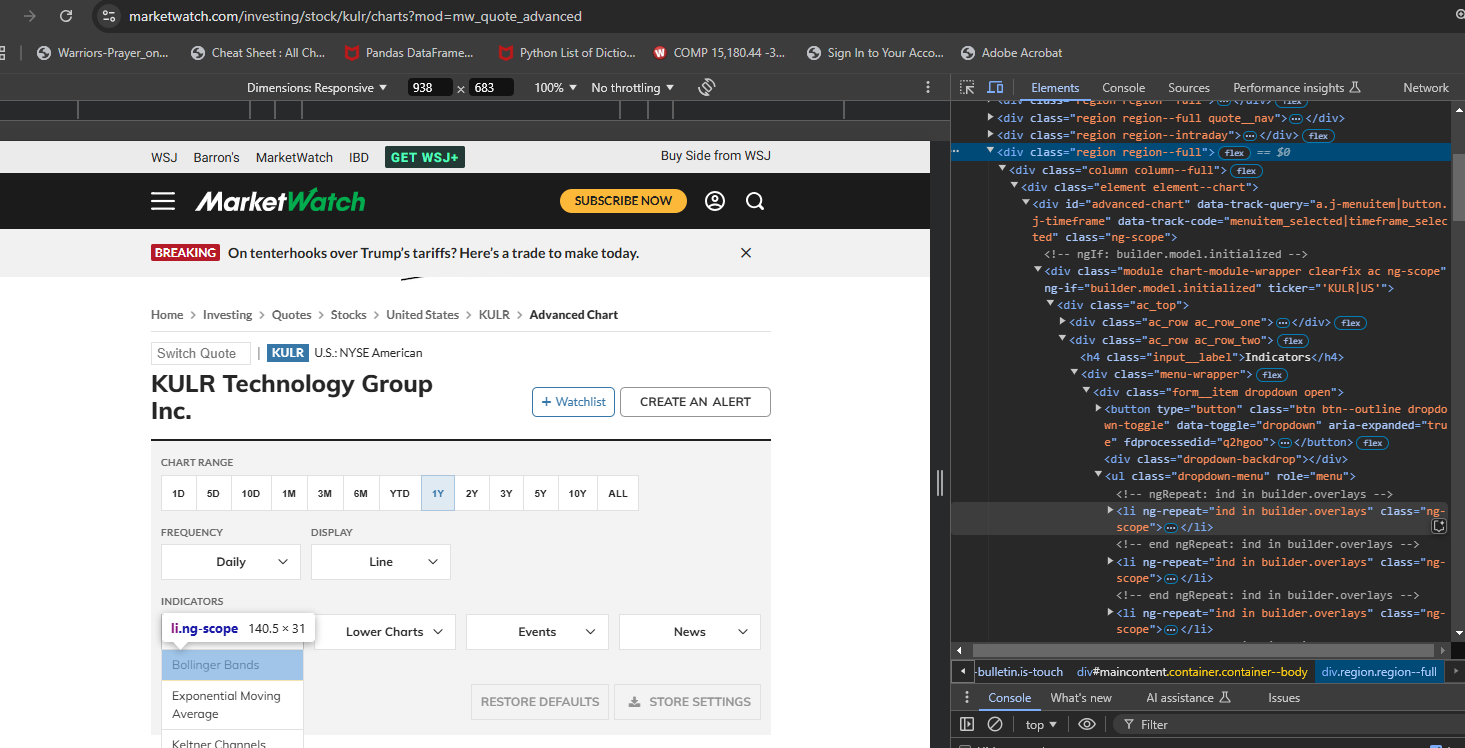 marketwatch.com/investing/stock/kulr/charts?mod=mw_quote_advanced
Warriors-Prayer_on... Cheat Sheet : All Ch... Pandas DataFrame... Python List of Dictio... COMP 15,180.44 -3... Sign In to Your Acco... Adobe Acrobat
Dimensions: Responsive 938 × 683 100% No throttling
WSJ Barron's MarketWatch IBD GET WSJ+ Buy Side from WSJ
MarketWatch SUBSCRIBE NOW
BREAKING On tenterhooks over Trump's tariffs? Here's a trade to make today.
Home > Investing > Quotes > Stocks > United States > KULR > Advanced Chart
Switch Quote | KULR U.S.: NYSE American
KULR Technology Group
Inc.
+ Watchlist CREATE AN ALERT
CHART RANGE
1D 5D 10D 1M 3M 6M YTD 1Y 2Y 3Y 5Y 10Y ALL
FREQUENCY DISPLAY
Daily Line
INDICATORS
li.ng-scope 140.5 × 31
Lower Charts Events News
Bollinger Bands
Exponential Moving
Average
Keltner Channels
RESTORE DEFAULTS STORE SETTINGS
Elements Console Sources Performance insights Network
<div class="region region--full"> … </div> flex
<div class="region region--full quote__nav"> … </div>
<div class="region region--intraday"> … </div> flex
<div class="region region--full"> flex == $0
<div class="column column--full"> flex
<div class="element element--chart">
<div id="advanced-chart" data-track-query="a.j-menuitem|button.
j-timeframe" data-track-code="menuitem_selected|timeframe_selec
ted" class="ng-scope">
<!-- ngIf: builder.model.initialized -->
<div class="module chart-module-wrapper clearfix ac ng-scope"
ng-if="builder.model.initialized" ticker="'KULR|US'">
<div class="ac_top">
<div class="ac_row ac_row_one"> … </div> flex
<div class="ac_row ac_row_two"> flex
<h4 class="input__label">Indicators</h4>
<div class="menu-wrapper"> flex
<div class="form__item dropdown open">
<button type="button" class="btn btn--outline dropdo
wn-toggle" data-toggle="dropdown" aria-expanded="tru
e" fdprocessedid="q2hgoo"> … </button> flex
<div class="dropdown-backdrop"></div>
<ul class="dropdown-menu" role="menu">
<!-- ngRepeat: ind in builder.overlays -->
<li ng-repeat="ind in builder.overlays" class="ng-
scope"> … </li>
<!-- end ngRepeat: ind in builder.overlays -->
<li ng-repeat="ind in builder.overlays" class="ng-
scope"> … </li>
<!-- end ngRepeat: ind in builder.overlays -->
<li ng-repeat="ind in builder.overlays" class="ng-
scope"> … </li>
-bulletin.is-touch div#maincontent.container.container--body div.region.region--full
Console What's new AI assistance Issues
top Filter